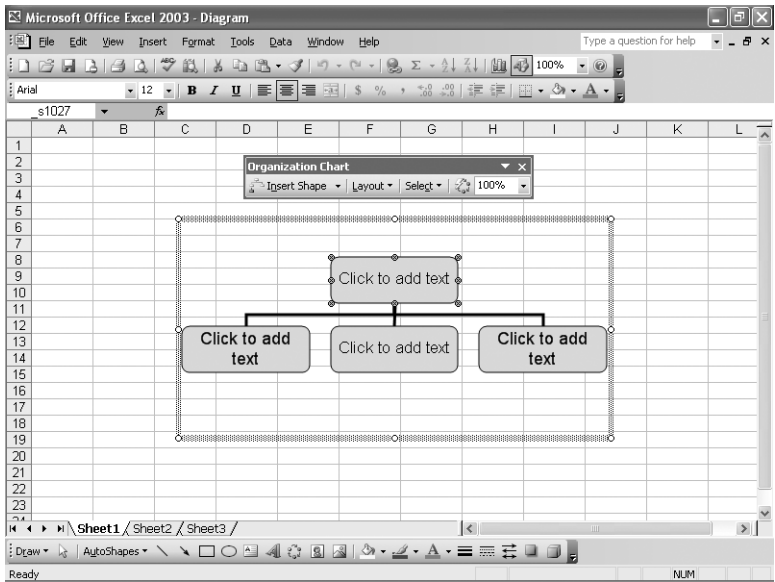 Microsoft Office Excel 2003 - Diagram
File Edit View Insert Format Tools Data Window Help Type a question for help
100%
Arial 12 B I U $ % ,
_s1027 fx
A B C D E F G H I J K L
1
2
Organization Chart
3
4
Insert Shape Layout Select 100%
5
6
7
8
9
Click to add text
10
11
12
13
Click to add Click to add text Click to add
14
text text
15
16
17
18
19
20
21
22
23
24
Sheet1 Sheet2 Sheet3
Draw AutoShapes A
Ready NUM